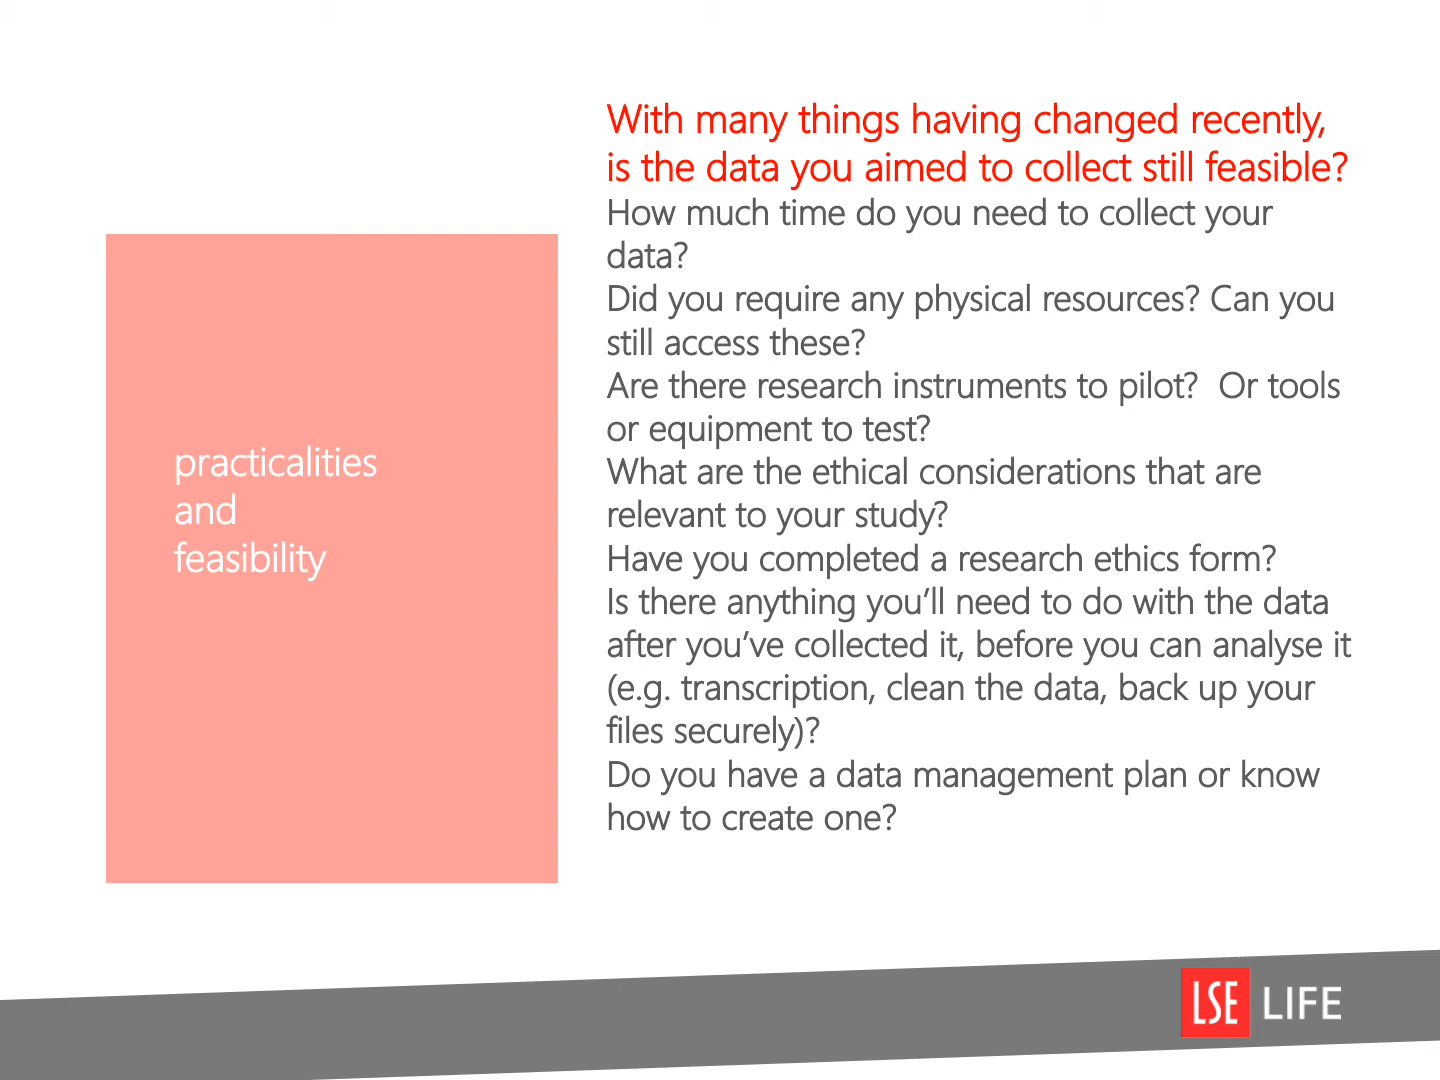 With many things having changed recently,
is the data you aimed to collect still feasible?
How much time do you need to collect your
data?
Did you require any physical resources? Can you
still access these?
Are there research instruments to pilot?  Or tools
or equipment to test?
What are the ethical considerations that are
relevant to your study?
Have you completed a research ethics form?
Is there anything you’ll need to do with the data
after you’ve collected it, before you can analyse it
(e.g. transcription, clean the data, back up your
files securely)?
Do you have a data management plan or know
how to create one?
practicalities
and
feasibility
LSE LIFE